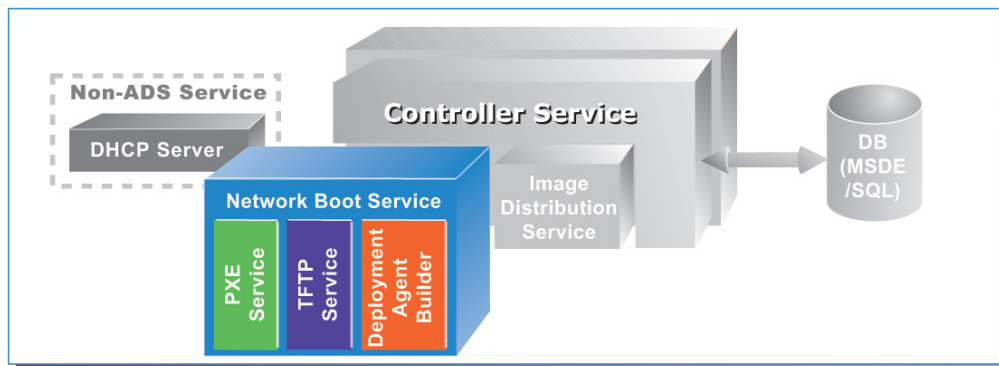 Non-ADS Service
DHCP Server
Controller Service
Network Boot Service
PXE
Service
TFTP
Service
Deployment
Agent
Builder
Image
Distribution
Service
DB
(MSDE
/SQL)